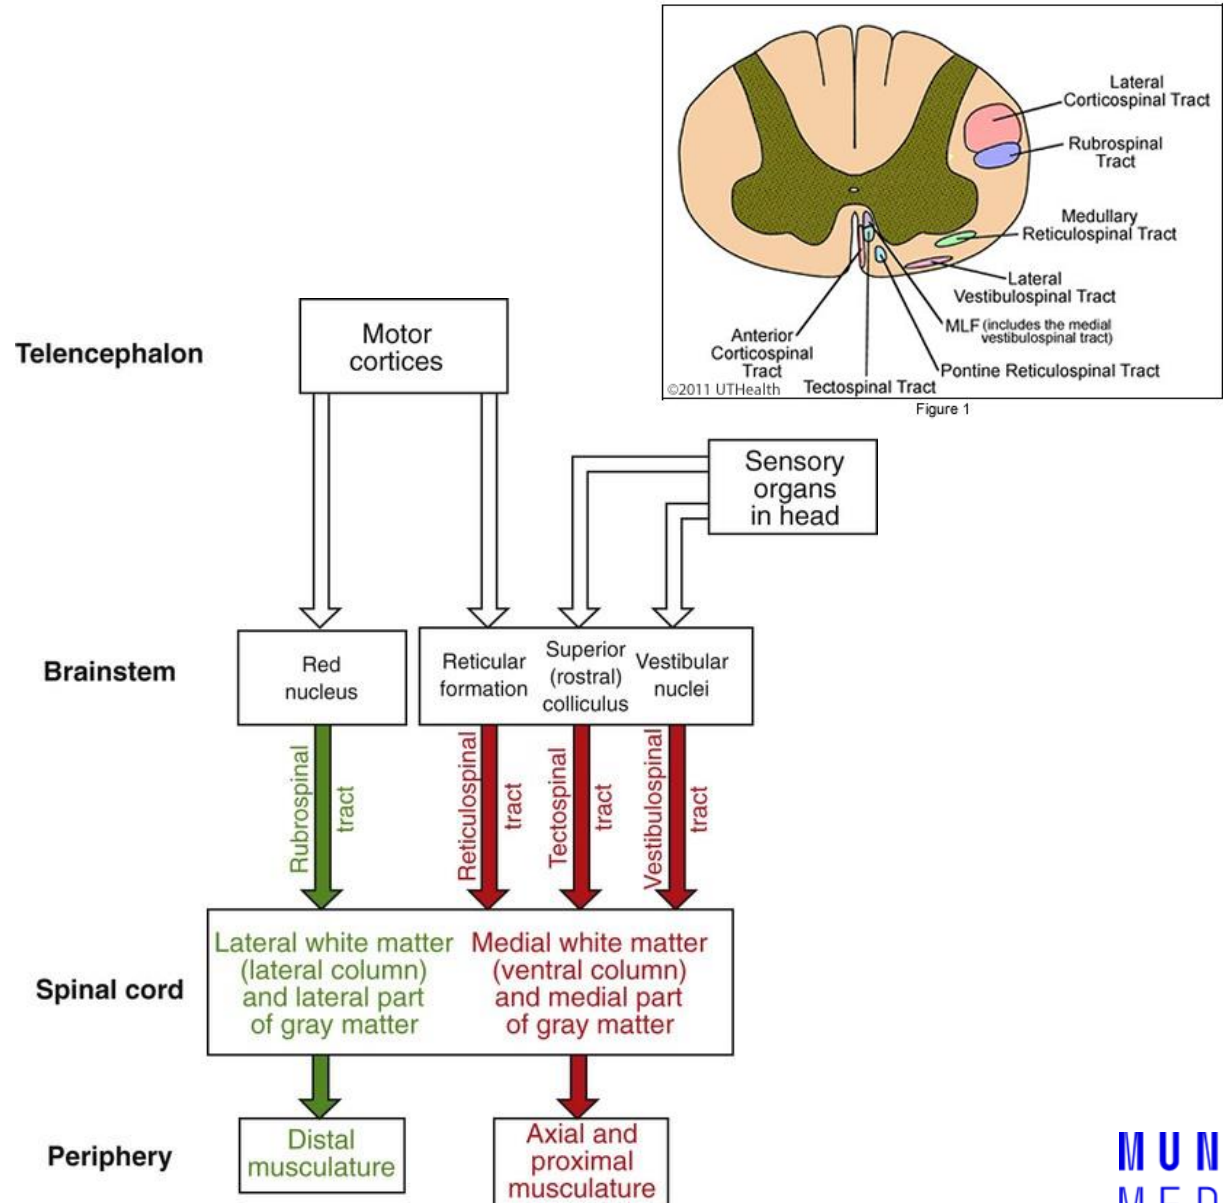 Lateral
Corticospinal Tract
Rubrospinal
Tract
Medullary
Reticulospinal Tract
Lateral
Vestibulospinal Tract
MLF (includes the medial
vestibulospinal tract)
Anterior
Corticospinal
Tract
Pontine Reticulospinal Tract
Tectospinal Tract
©2011 UTHealth
Figure 1
Telencephalon
Motor
cortices
Sensory
organs
in head
Brainstem
Red
nucleus
Reticular
formation
Superior
(rostral)
colliculus
Vestibular
nuclei
Rubrospinal
tract
Reticulospinal
tract
Tectospinal
tract
Vestibulospinal
tract
Spinal cord
Lateral white matter
(lateral column)
and lateral part
of gray matter
Medial white matter
(ventral column)
and medial part
of gray matter
Periphery
Distal
musculature
Axial and
proximal
musculature
MUN
MED